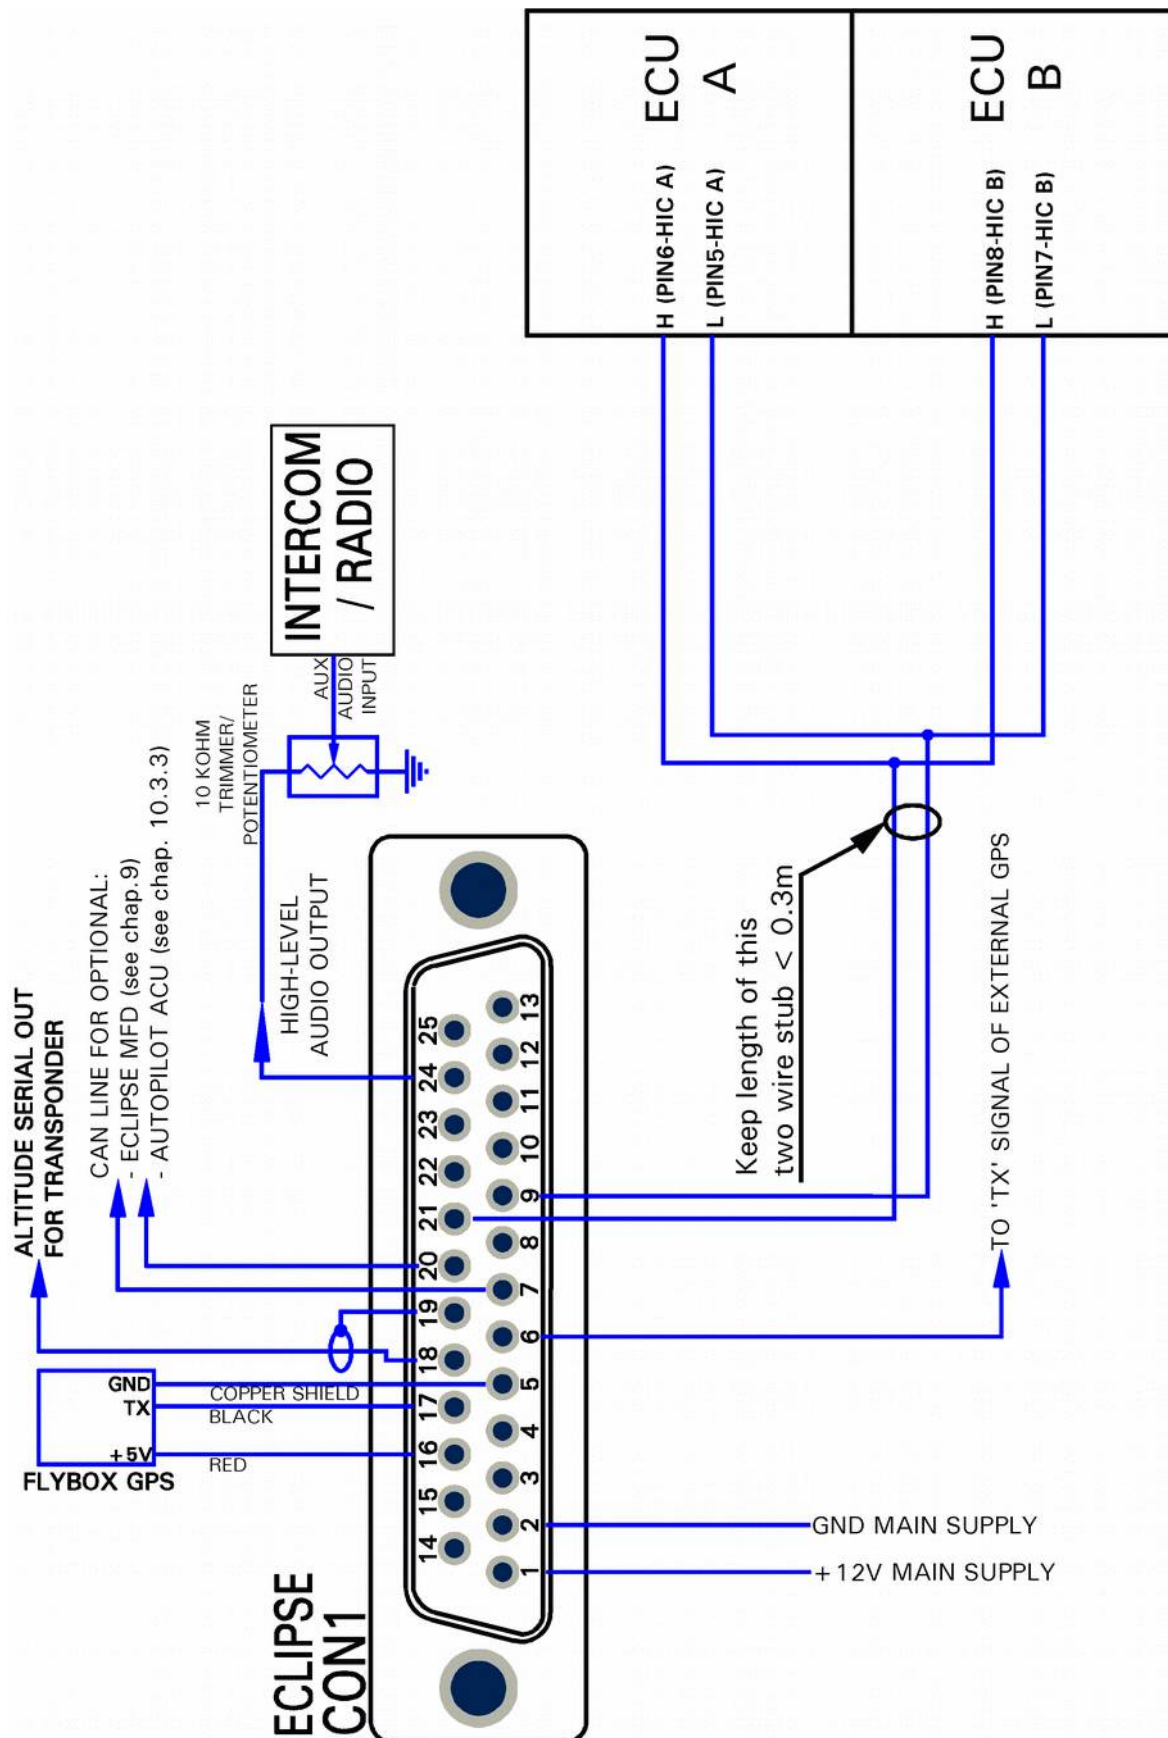 ECU
A
H (PIN6-HIC A)
L (PIN5-HIC A)
ECU
B
H (PIN8-HIC B)
L (PIN7-HIC B)
INTERCOM
/ RADIO
AUX
AUDIO
INPUT
10 KOHM
TRIMMER/
POTENTIOMETER
HIGH-LEVEL
AUDIO OUTPUT
CAN LINE FOR OPTIONAL:
- ECLIPSE MFD (see chap.9)
- AUTOPILOT ACU (see chap. 10.3.3)
ALTITUDE SERIAL OUT
FOR TRANSPONDER
GND
TX
+5V
FLYBOX GPS
COPPER SHIELD
BLACK
RED
ECLIPSE
CON1
14
15
16
17
18
19
20
21
22
23
24
25
1
2
3
4
5
6
7
8
9
10
11
12
13
Keep length of this
two wire stub < 0.3m
TO 'TX' SIGNAL OF EXTERNAL GPS
GND MAIN SUPPLY
+12V MAIN SUPPLY